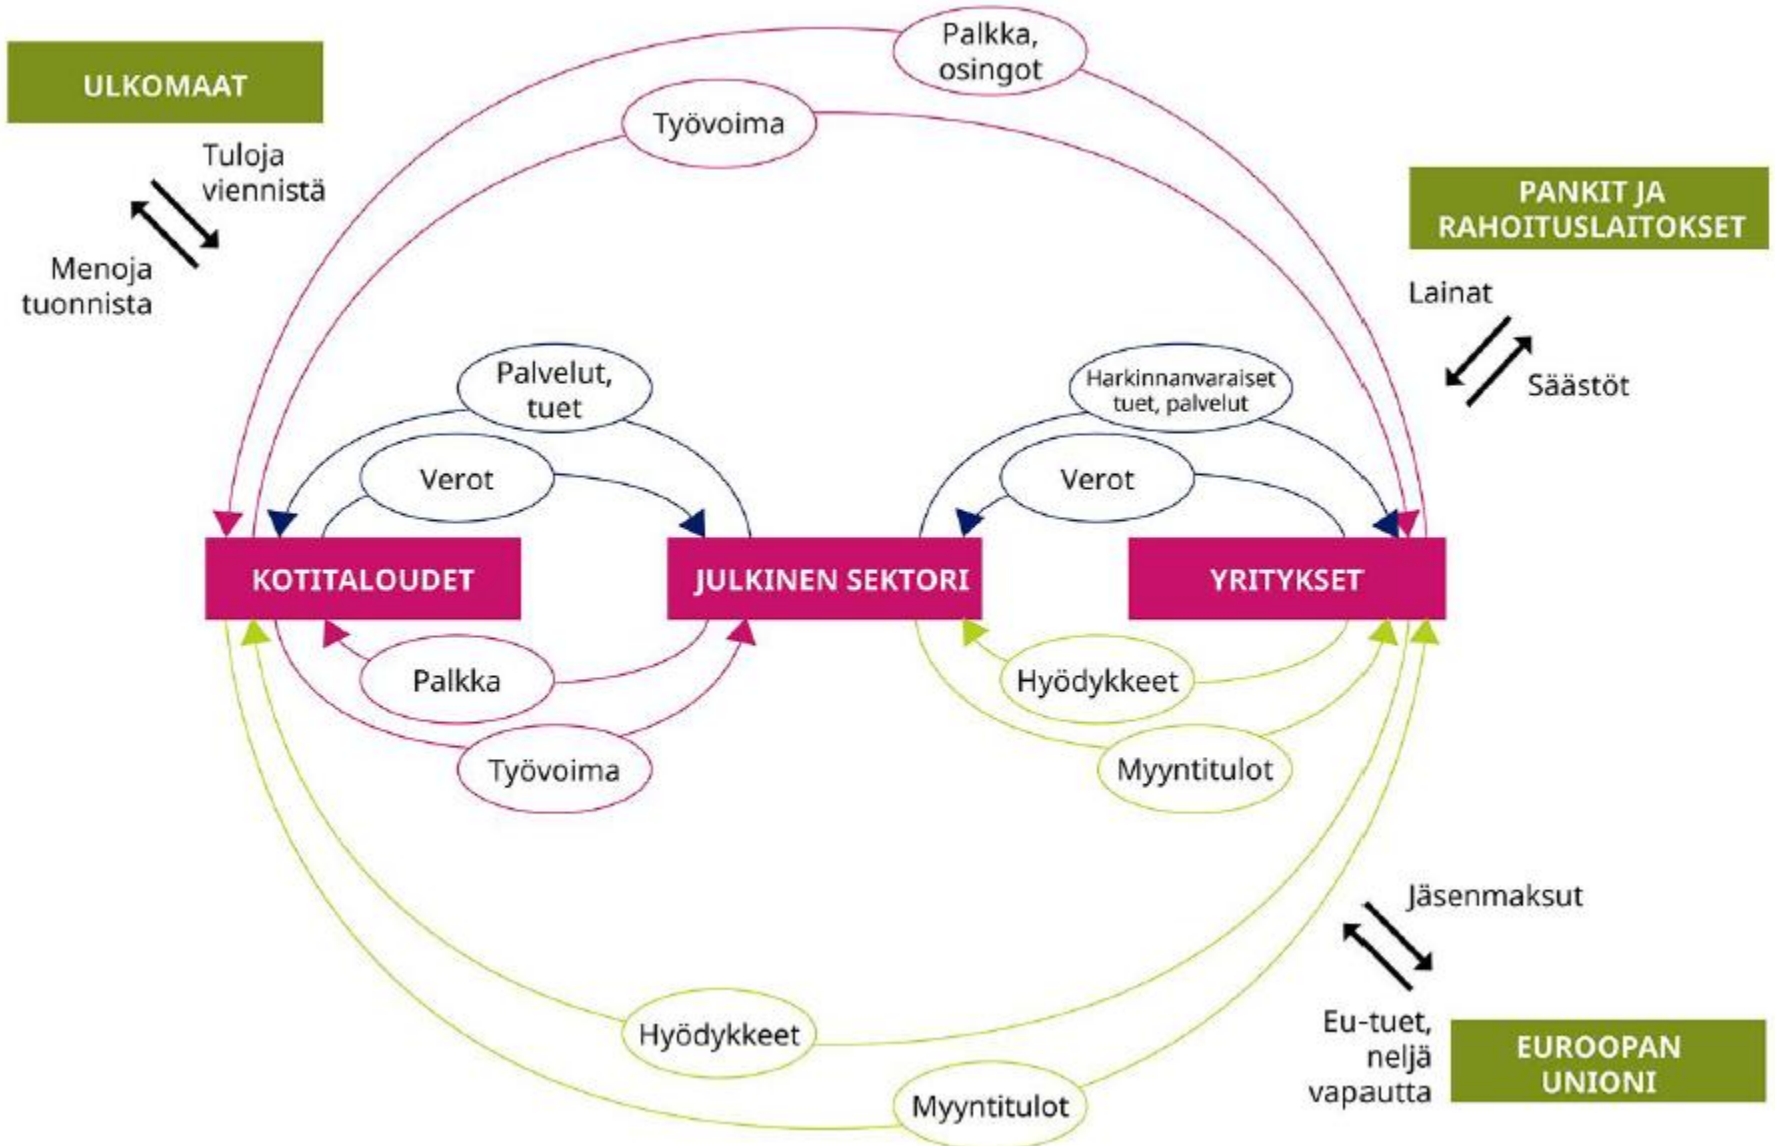 Palkka,
osingot
ULKOMAAT
Työvoima
Tuloja
viennistä
PANKIT JA
RAHOITUSLAITOKSET
Menoja
tuonnista
Lainat
Säästöt
Palvelut,
tuet
Harkinnanvaraiset
tuet, palvelut
Verot
Verot
KOTITALOUDET
JULKINEN SEKTORI
YRITYKSET
Palkka
Hyödykkeet
Työvoima
Myyntitulot
Jäsenmaksut
Hyödykkeet
Eu-tuet,
neljä
vapautta
EUROOPAN
UNIONI
Myyntitulot